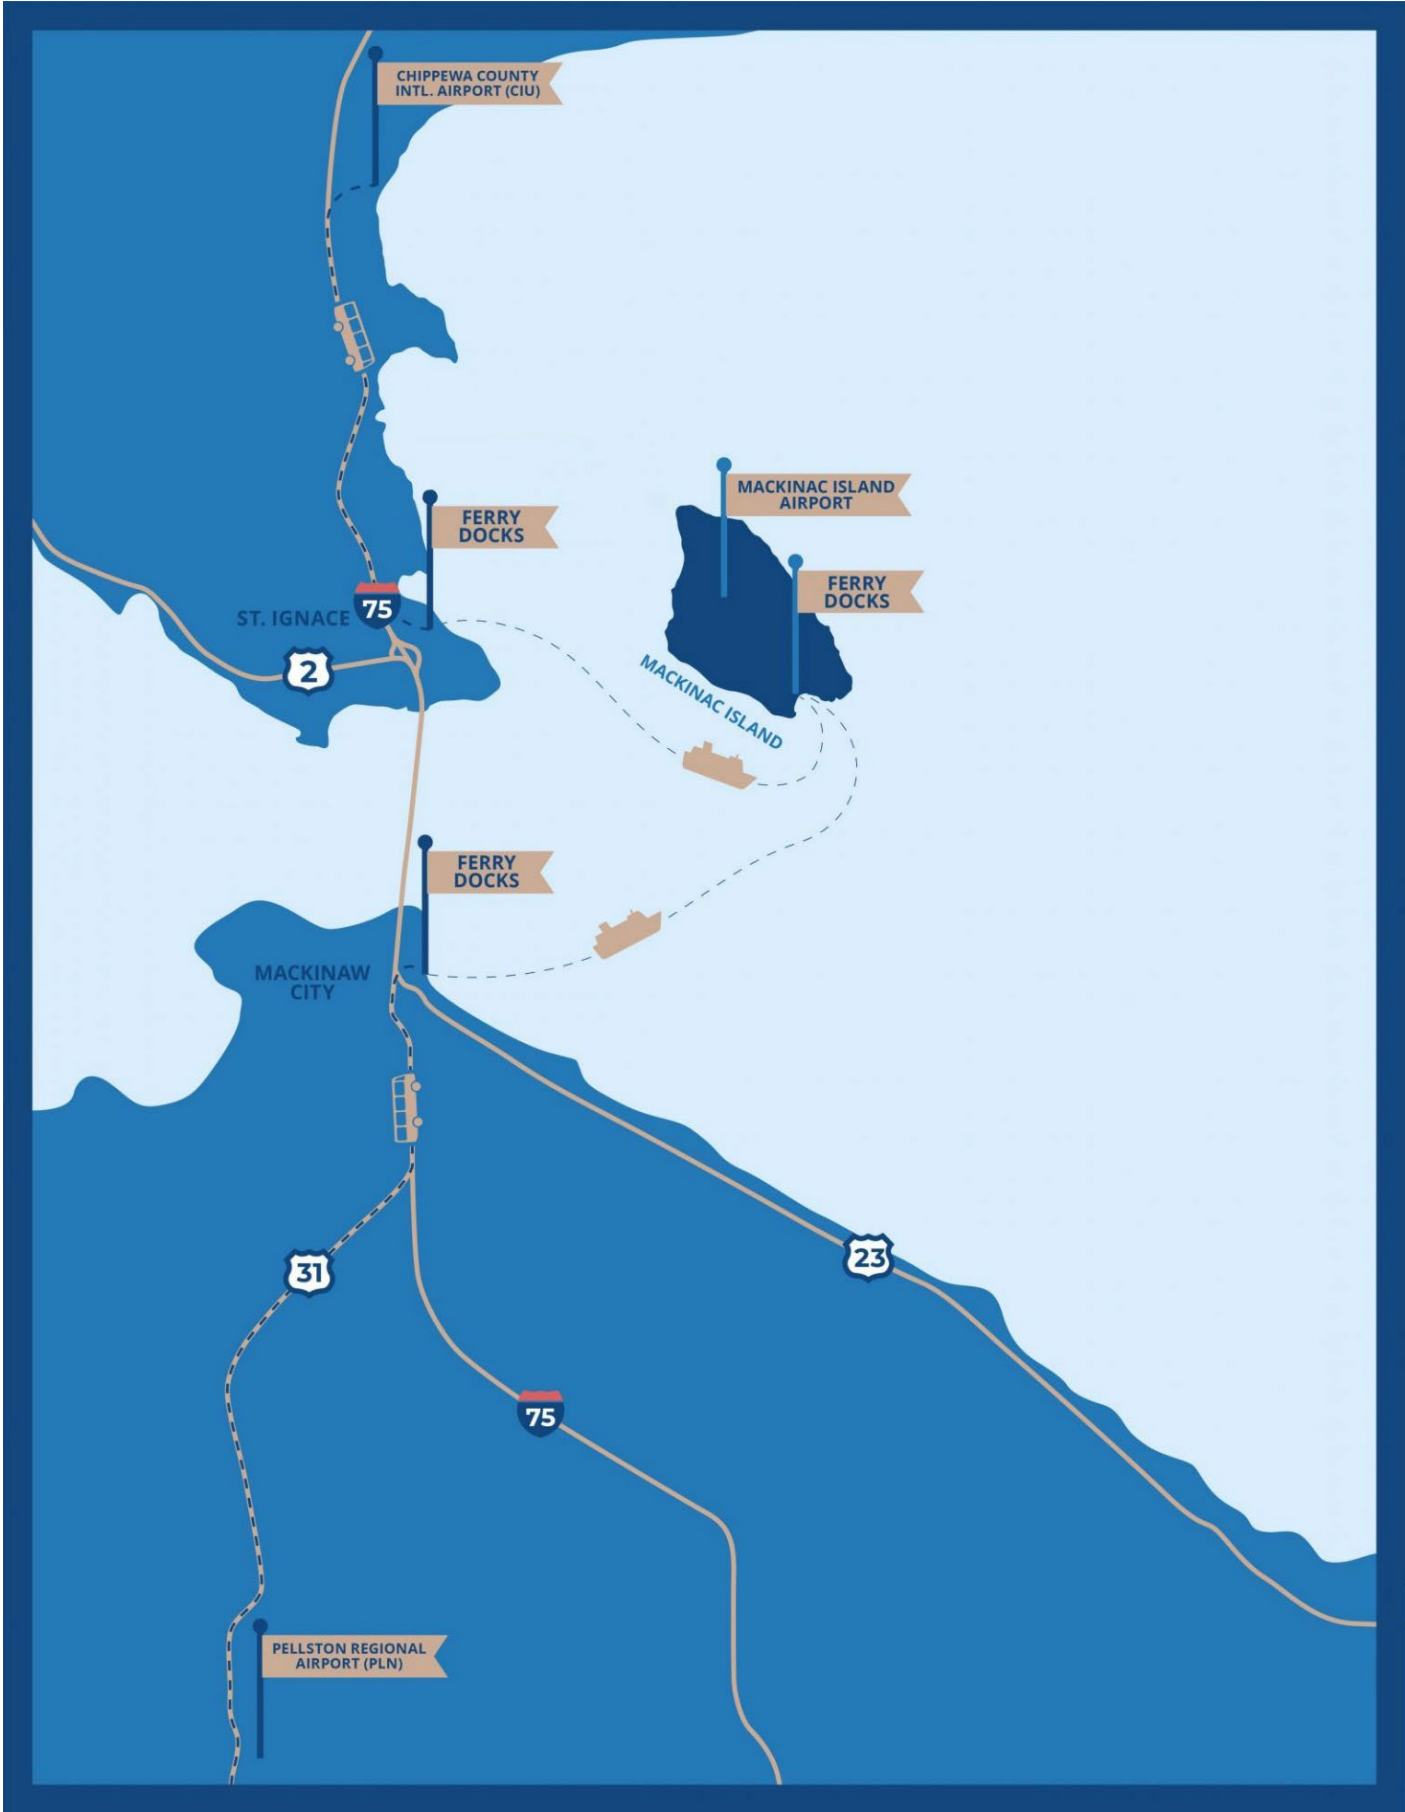 CHIPPEWA COUNTY
INTL. AIRPORT (CIU)
MACKINAC ISLAND
AIRPORT
FERRY
DOCKS
FERRY
DOCKS
75
ST. IGNACE
2
MACKINAC ISLAND
FERRY
DOCKS
MACKINAW
CITY
23
31
75
PELLSTON REGIONAL
AIRPORT (PLN)